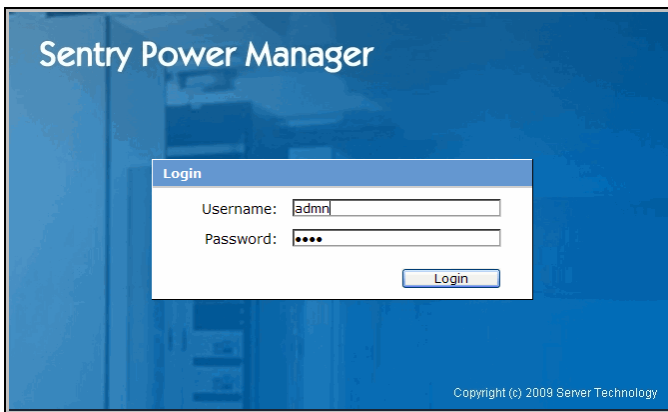 Sentry Power Manager
Login
Username: admn
Password: ••••
Login
Copyright (c) 2009 Server Technology